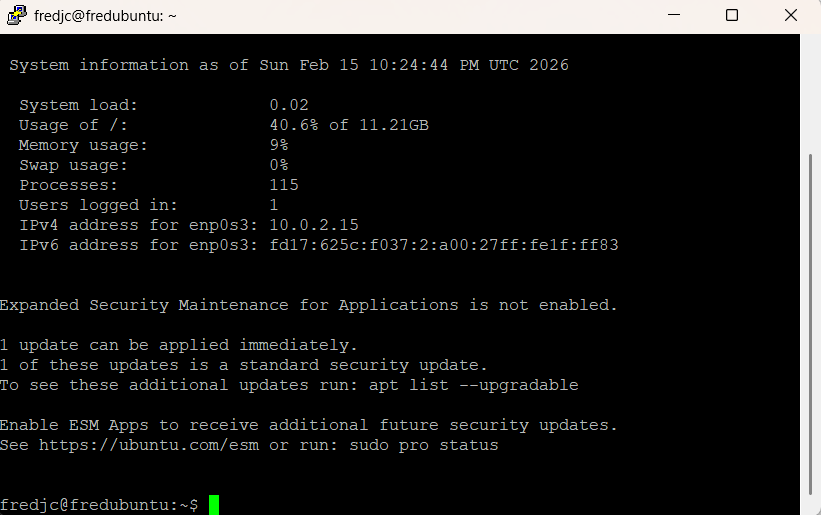 fredjc@fredubuntu: ~
System information as of Sun Feb 15 10:24:44 PM UTC 2026
System load:             0.02
Usage of /:              40.6% of 11.21GB
Memory usage:            9%
Swap usage:              0%
Processes:               115
Users logged in:         1
IPv4 address for enp0s3: 10.0.2.15
IPv6 address for enp0s3: fd17:625c:f037:2:a00:27ff:fe1f:ff83
Expanded Security Maintenance for Applications is not enabled.
1 update can be applied immediately.
1 of these updates is a standard security update.
To see these additional updates run: apt list --upgradable
Enable ESM Apps to receive additional future security updates.
See https://ubuntu.com/esm or run: sudo pro status
fredjc@fredubuntu:~$